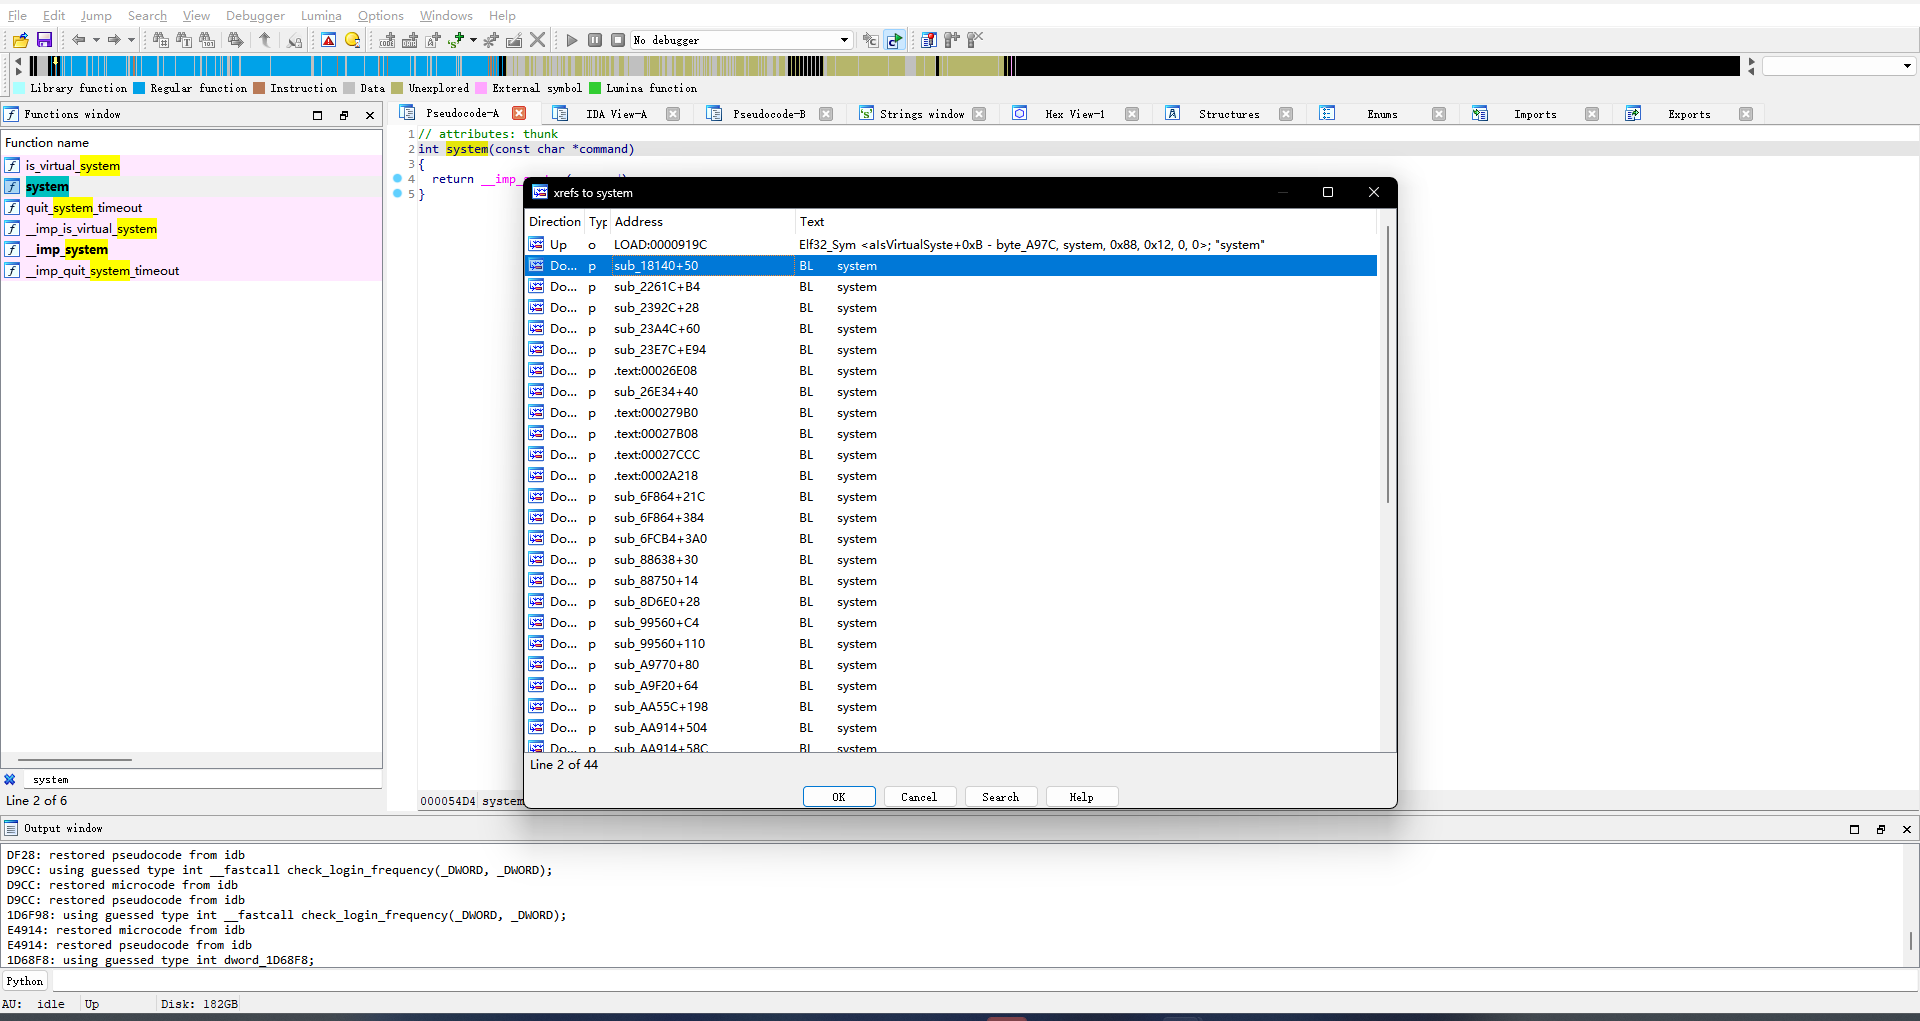 File Edit Jump Search View Debugger Lumina Options Windows Help
No debugger
Library function Regular function Instruction Data Unexplored External symbol Lumina function
Functions window
Function name
is_virtual_system
system
quit_system_timeout
__imp_is_virtual_system
__imp_system
__imp_quit_system_timeout
system
Line 2 of 6
Pseudocode-A IDA View-A Pseudocode-B Strings window Hex View-1 Structures Enums Imports Exports
1 // attributes: thunk
2 int system(const char *command)
3 {
4 return __imp_
5 }
000054D4 system
xrefs to system
Direction Typ Address Text
Up o LOAD:0000919C Elf32_Sym <aIsVirtualSyste+0xB - byte_A97C, system, 0x88, 0x12, 0, 0>; "system"
Do... p sub_18140+50 BL system
Do... p sub_2261C+B4 BL system
Do... p sub_2392C+28 BL system
Do... p sub_23A4C+60 BL system
Do... p sub_23E7C+E94 BL system
Do... p .text:00026E08 BL system
Do... p sub_26E34+40 BL system
Do... p .text:000279B0 BL system
Do... p .text:00027B08 BL system
Do... p .text:00027CCC BL system
Do... p .text:0002A218 BL system
Do... p sub_6F864+21C BL system
Do... p sub_6F864+384 BL system
Do... p sub_6FCB4+3A0 BL system
Do... p sub_88638+30 BL system
Do... p sub_88750+14 BL system
Do... p sub_8D6E0+28 BL system
Do... p sub_99560+C4 BL system
Do... p sub_99560+110 BL system
Do... p sub_A9770+80 BL system
Do... p sub_A9F20+64 BL system
Do... p sub_AA55C+198 BL system
Do... p sub_AA914+504 BL system
Do... p sub_AA914+58C BL system
Line 2 of 44
OK Cancel Search Help
Output window
DF28: restored pseudocode from idb
D9CC: using guessed type int __fastcall check_login_frequency(_DWORD, _DWORD);
D9CC: restored microcode from idb
D9CC: restored pseudocode from idb
1D6F98: using guessed type int __fastcall check_login_frequency(_DWORD, _DWORD);
E4914: restored microcode from idb
E4914: restored pseudocode from idb
1D68F8: using guessed type int dword_1D68F8;
Python
AU: idle Up Disk: 182GB